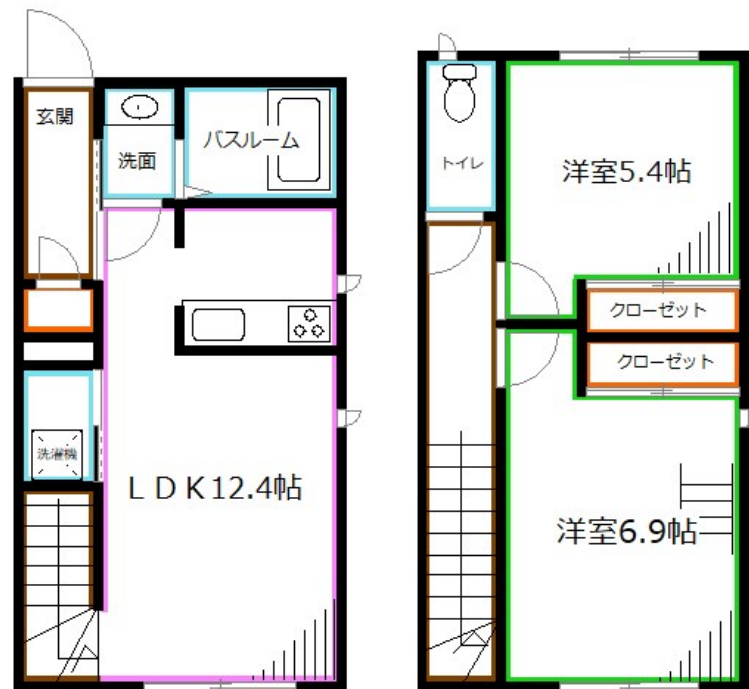 玄関
洗面
バスルーム
洗濯機
LDK12.4帖
トイレ
洋室5.4帖
クローゼット
クローゼット
洋室6.9帖